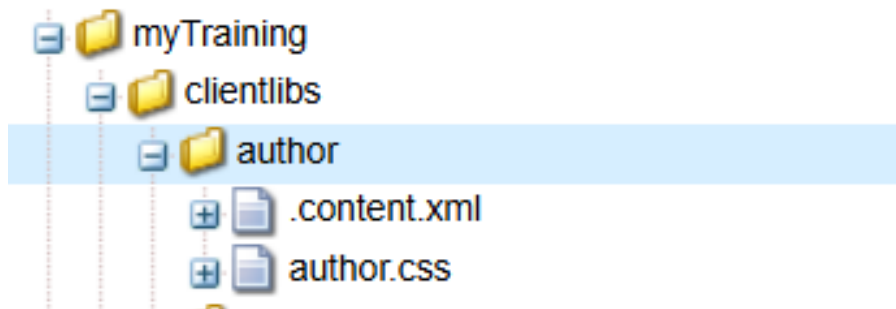 myTraining
clientlibs
author
.content.xml
author.css